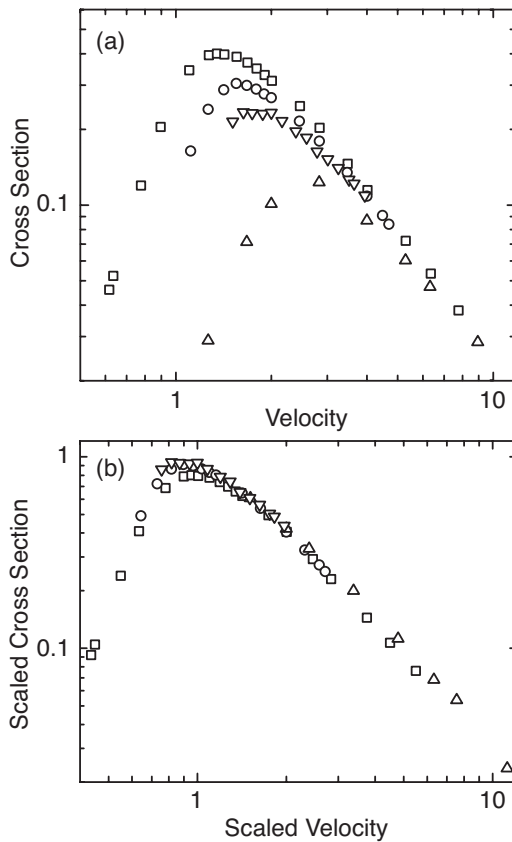 (a)
Cross Section
0.1
1
10
Velocity
(b)
Scaled Cross Section
1
0.1
1
10
Scaled Velocity